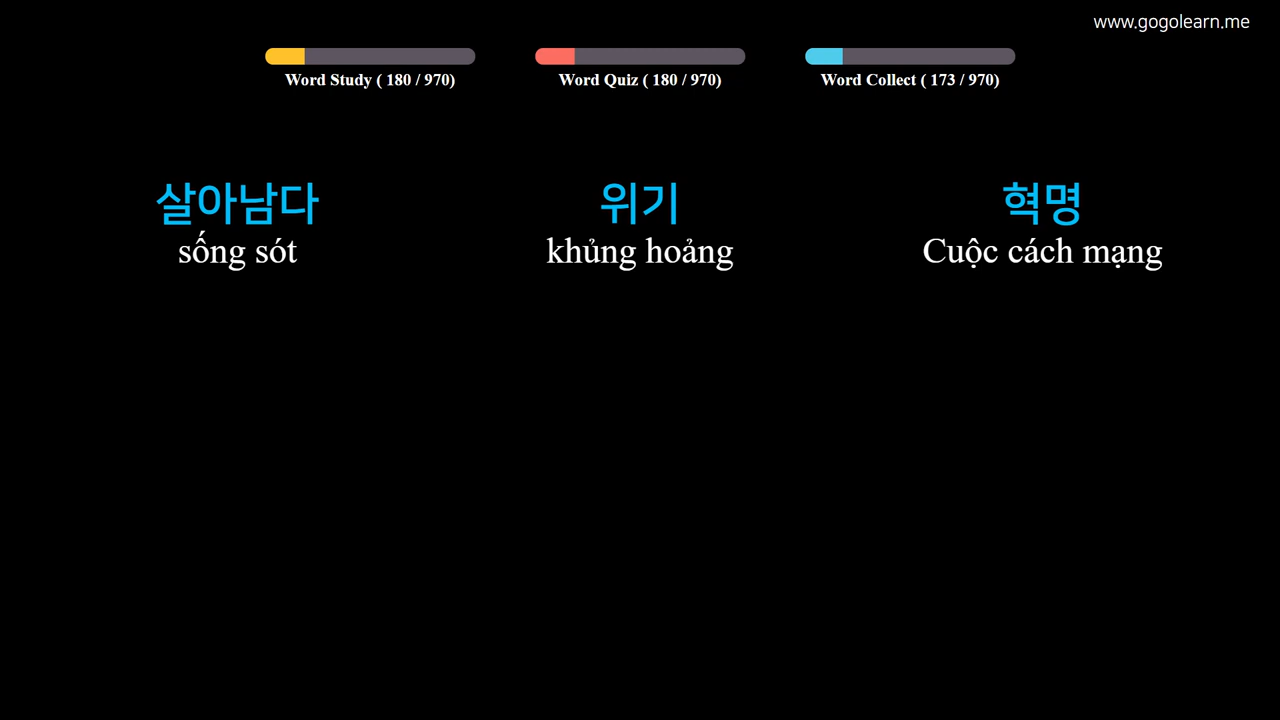 www.gogolearn.me
Word Study ( 180 / 970)
Word Quiz ( 180 / 970)
Word Collect ( 173 / 970)
살아남다
sống sót
위기
khủng hoảng
혁명
Cuộc cách mạng